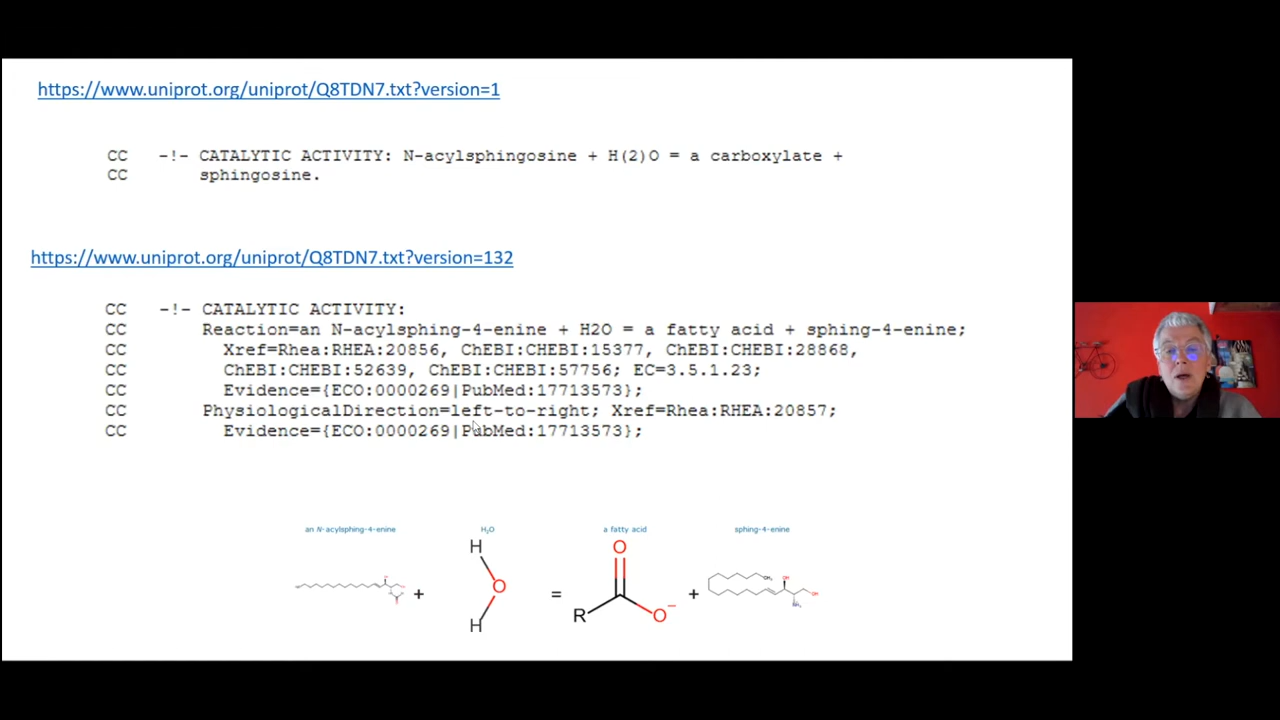 https://www.uniprot.org/uniprot/Q8TDN7.txt?version=1
CC -!- CATALYTIC ACTIVITY: N-acylsphingosine + H(2)O = a carboxylate +
CC sphingosine.
https://www.uniprot.org/uniprot/Q8TDN7.txt?version=132
CC -!- CATALYTIC ACTIVITY:
CC Reaction=an N-acylsphing-4-enine + H2O = a fatty acid + sphing-4-enine;
CC Xref=Rhea:RHEA:20856, ChEBI:CHEBI:15377, ChEBI:CHEBI:28868,
CC ChEBI:CHEBI:52639, ChEBI:CHEBI:57756; EC=3.5.1.23;
CC Evidence={ECO:0000269|PubMed:17713573};
CC PhysiologicalDirection=left-to-right; Xref=Rhea:RHEA:20857;
CC Evidence={ECO:0000269|PubMed:17713573};
an N-acylsphing-4-enine H₂O a fatty acid sphing-4-enine
H O
CH₃ OH
+ O = + OH
R O⁻
H